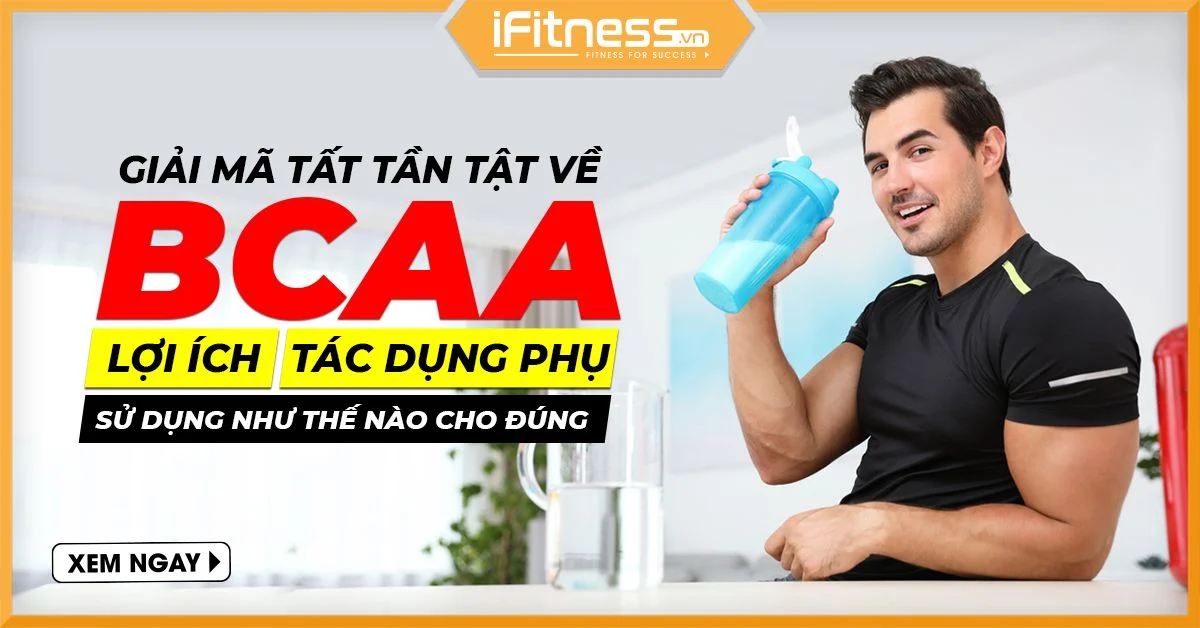 iFitness.vn
FITNESS FOR SUCCESS
GIẢI MÃ TẤT TẦN TẬT VỀ
BCAA
LỢI ÍCH TÁC DỤNG PHỤ
SỬ DỤNG NHƯ THẾ NÀO CHO ĐÚNG
XEM NGAY